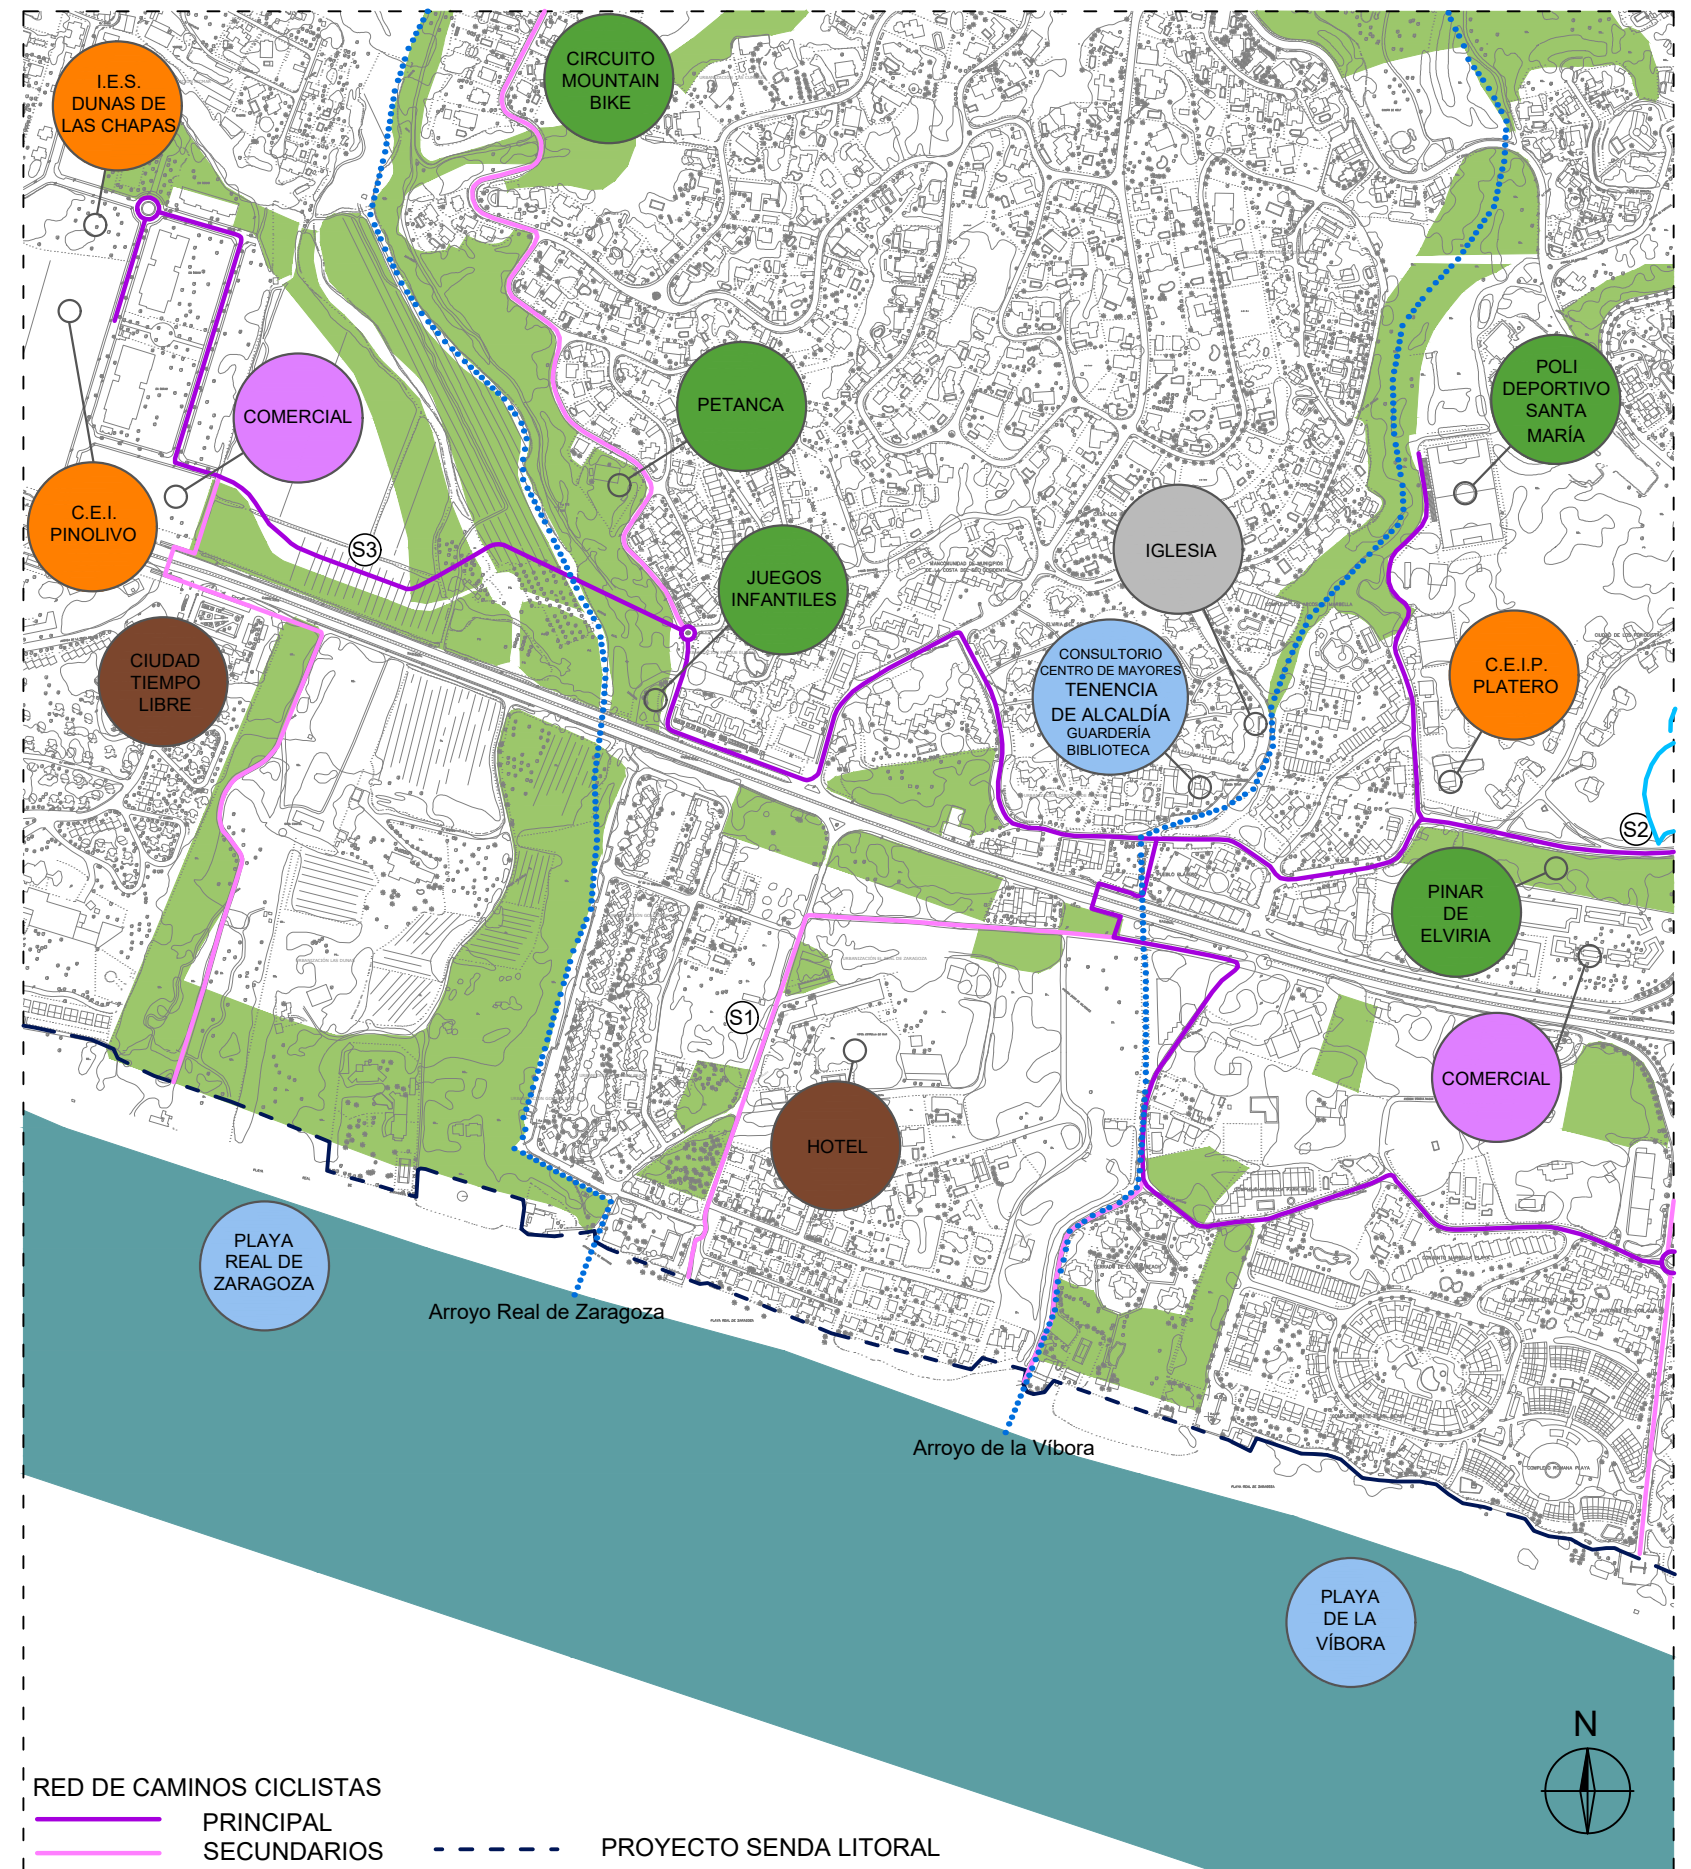 I.E.S.
DUNAS DE
LAS CHAPAS
CIRCUITO
MOUNTAIN
BIKE
COMERCIAL
PETANCA
POLI
DEPORTIVO
SANTA
MARÍA
C.E.I.
PINOLIVO
S3
JUEGOS
INFANTILES
IGLESIA
CIUDAD
TIEMPO
LIBRE
CONSULTORIO
CENTRO DE MAYORES
TENENCIA
DE ALCALDÍA
GUARDERÍA
BIBLIOTECA
C.E.I.P.
PLATERO
S2
PINAR
DE
ELVIRIA
S1
COMERCIAL
HOTEL
PLAYA
REAL DE
ZARAGOZA
Arroyo Real de Zaragoza
Arroyo de la Víbora
PLAYA
DE LA
VÍBORA
N
RED DE CAMINOS CICLISTAS
PRINCIPAL
SECUNDARIOS
PROYECTO SENDA LITORAL